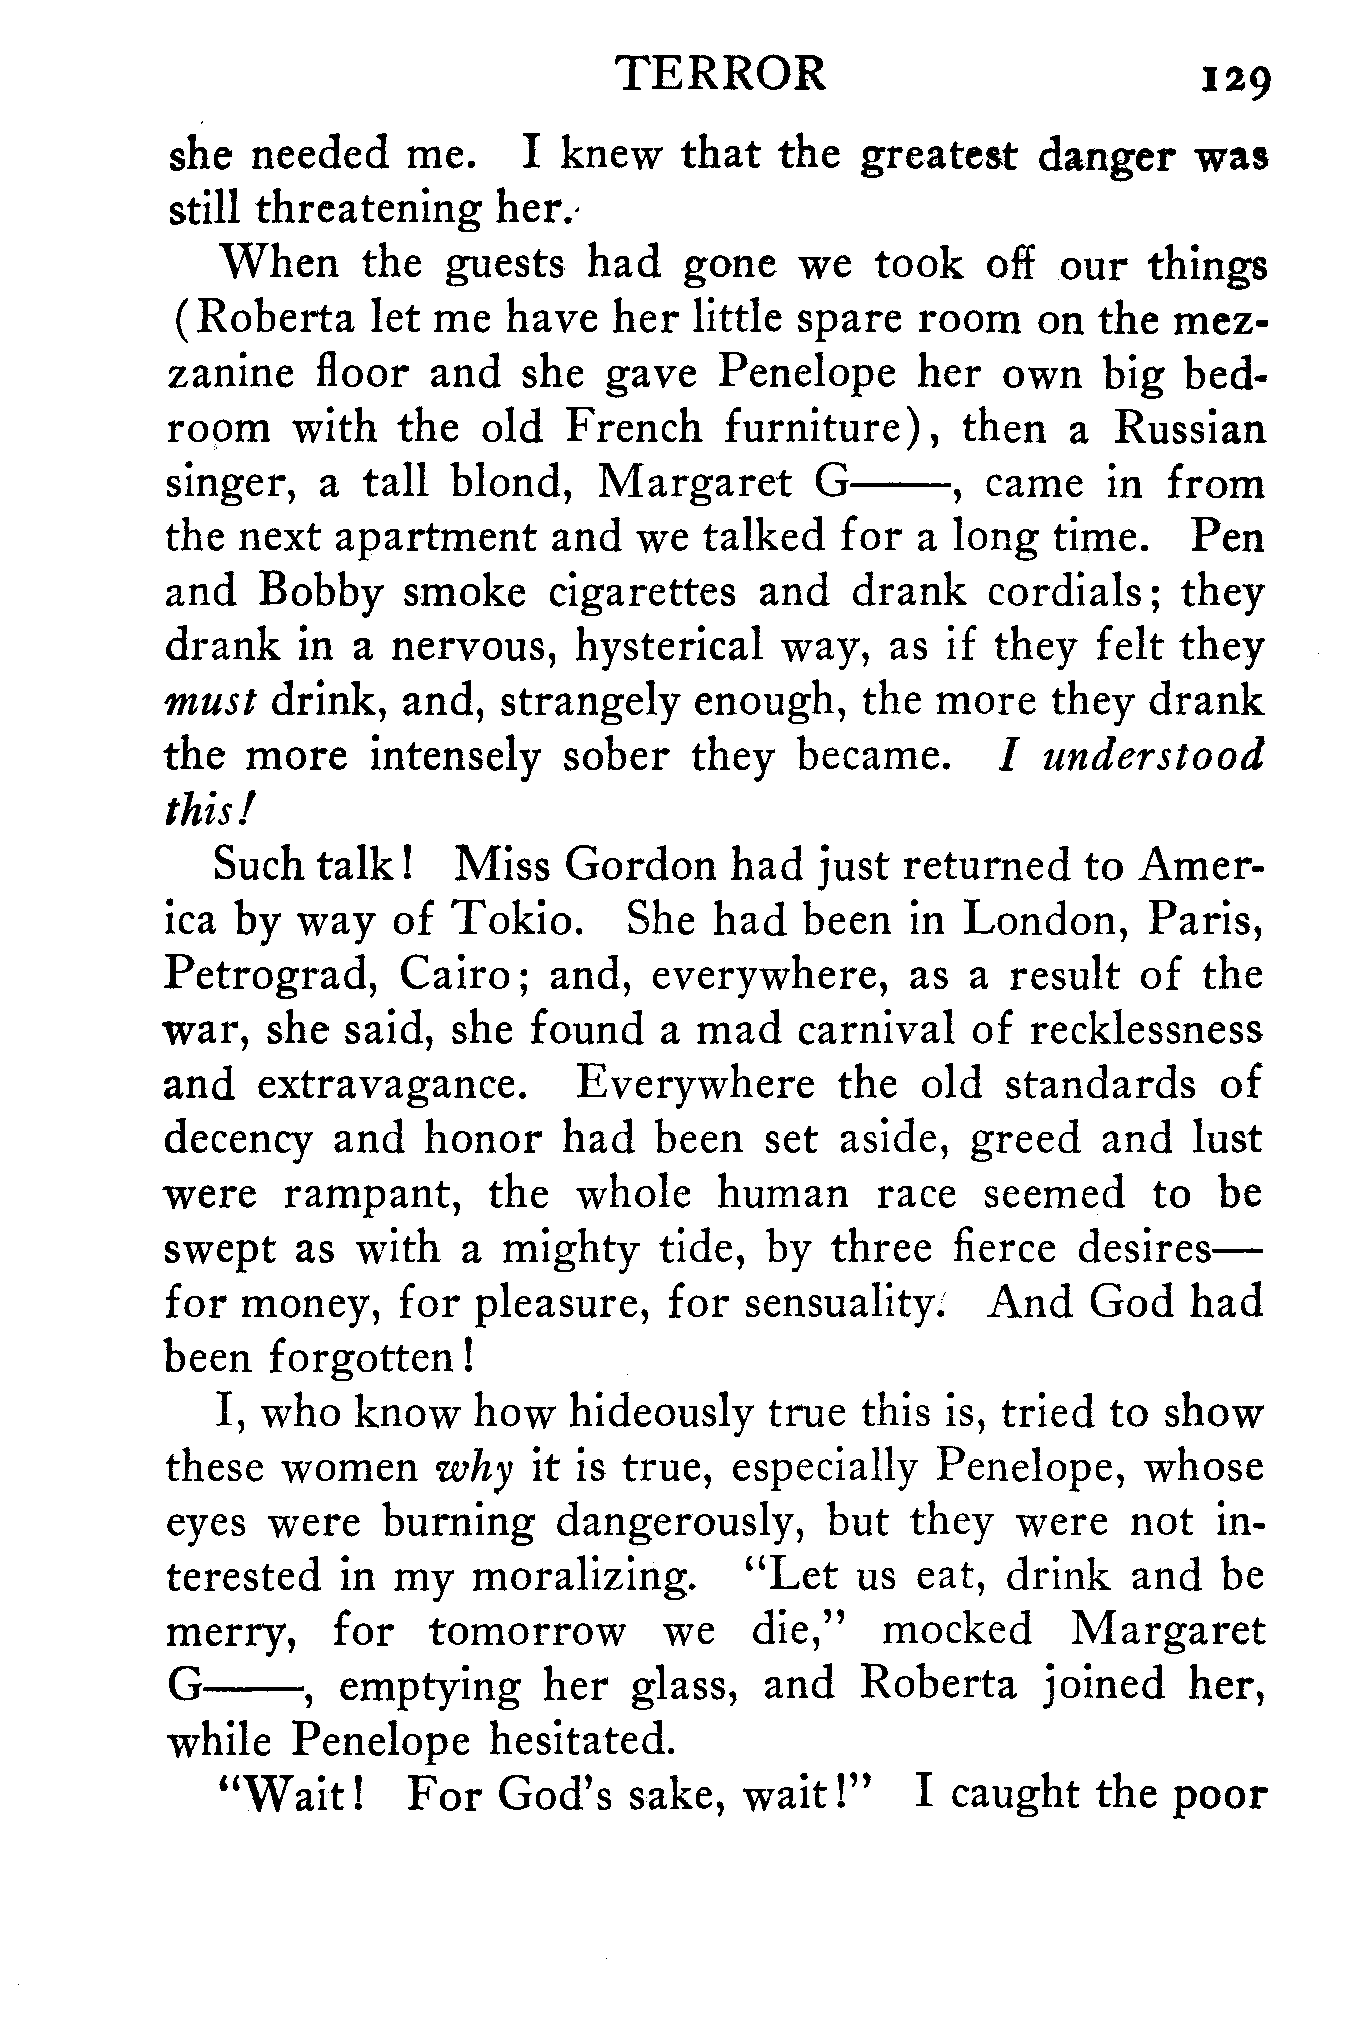 TERROR 129
she needed me. I knew that the greatest danger was
still threatening her.
When the guests had gone we took off our things
(Roberta let me have her little spare room on the mez-
zanine floor and she gave Penelope her own big bed-
room with the old French furniture), then a Russian
singer, a tall blond, Margaret G——, came in from
the next apartment and we talked for a long time. Pen
and Bobby smoke cigarettes and drank cordials; they
drank in a nervous, hysterical way, as if they felt they
must drink, and, strangely enough, the more they drank
the more intensely sober they became. I understood
this!
Such talk! Miss Gordon had just returned to Amer-
ica by way of Tokio. She had been in London, Paris,
Petrograd, Cairo; and, everywhere, as a result of the
war, she said, she found a mad carnival of recklessness
and extravagance. Everywhere the old standards of
decency and honor had been set aside, greed and lust
were rampant, the whole human race seemed to be
swept as with a mighty tide, by three fierce desires—
for money, for pleasure, for sensuality. And God had
been forgotten!
I, who know how hideously true this is, tried to show
these women why it is true, especially Penelope, whose
eyes were burning dangerously, but they were not in-
terested in my moralizing. “Let us eat, drink and be
merry, for tomorrow we die,” mocked Margaret
G——, emptying her glass, and Roberta joined her,
while Penelope hesitated.
“Wait! For God's sake, wait!” I caught the poor